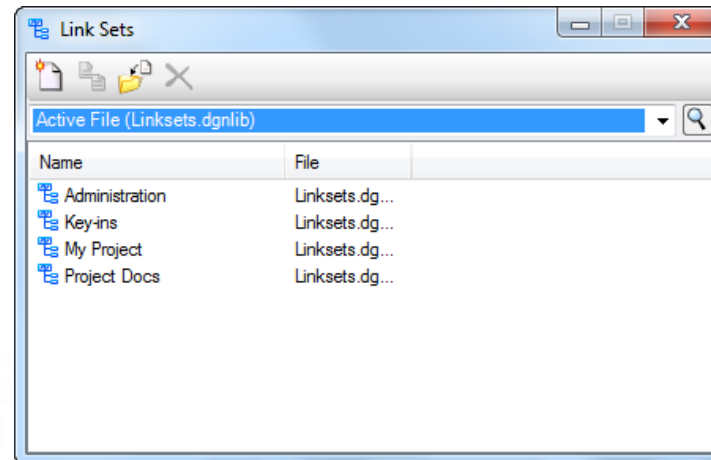 Link Sets
Active File (Linksets.dgnlib)
Name File
Administration Linksets.dg...
Key-ins Linksets.dg...
My Project Linksets.dg...
Project Docs Linksets.dg...